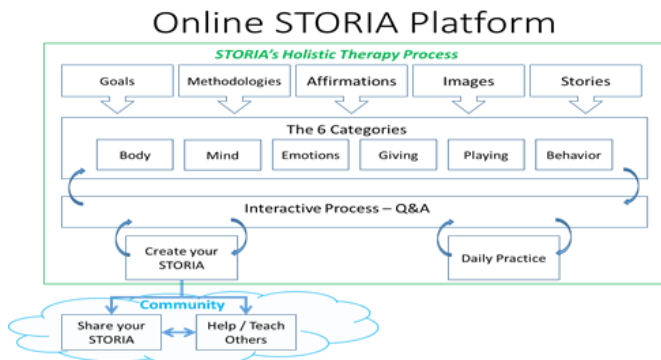 Online STORIA Platform
STORIA's Holistic Therapy Process
Goals
Methodologies
Affirmations
Images
Stories
The 6 Categories
Body
Mind
Emotions
Giving
Playing
Behavior
Interactive Process – Q&A
Create your
STORIA
Daily Practice
Community
Share your
STORIA
Help / Teach
Others